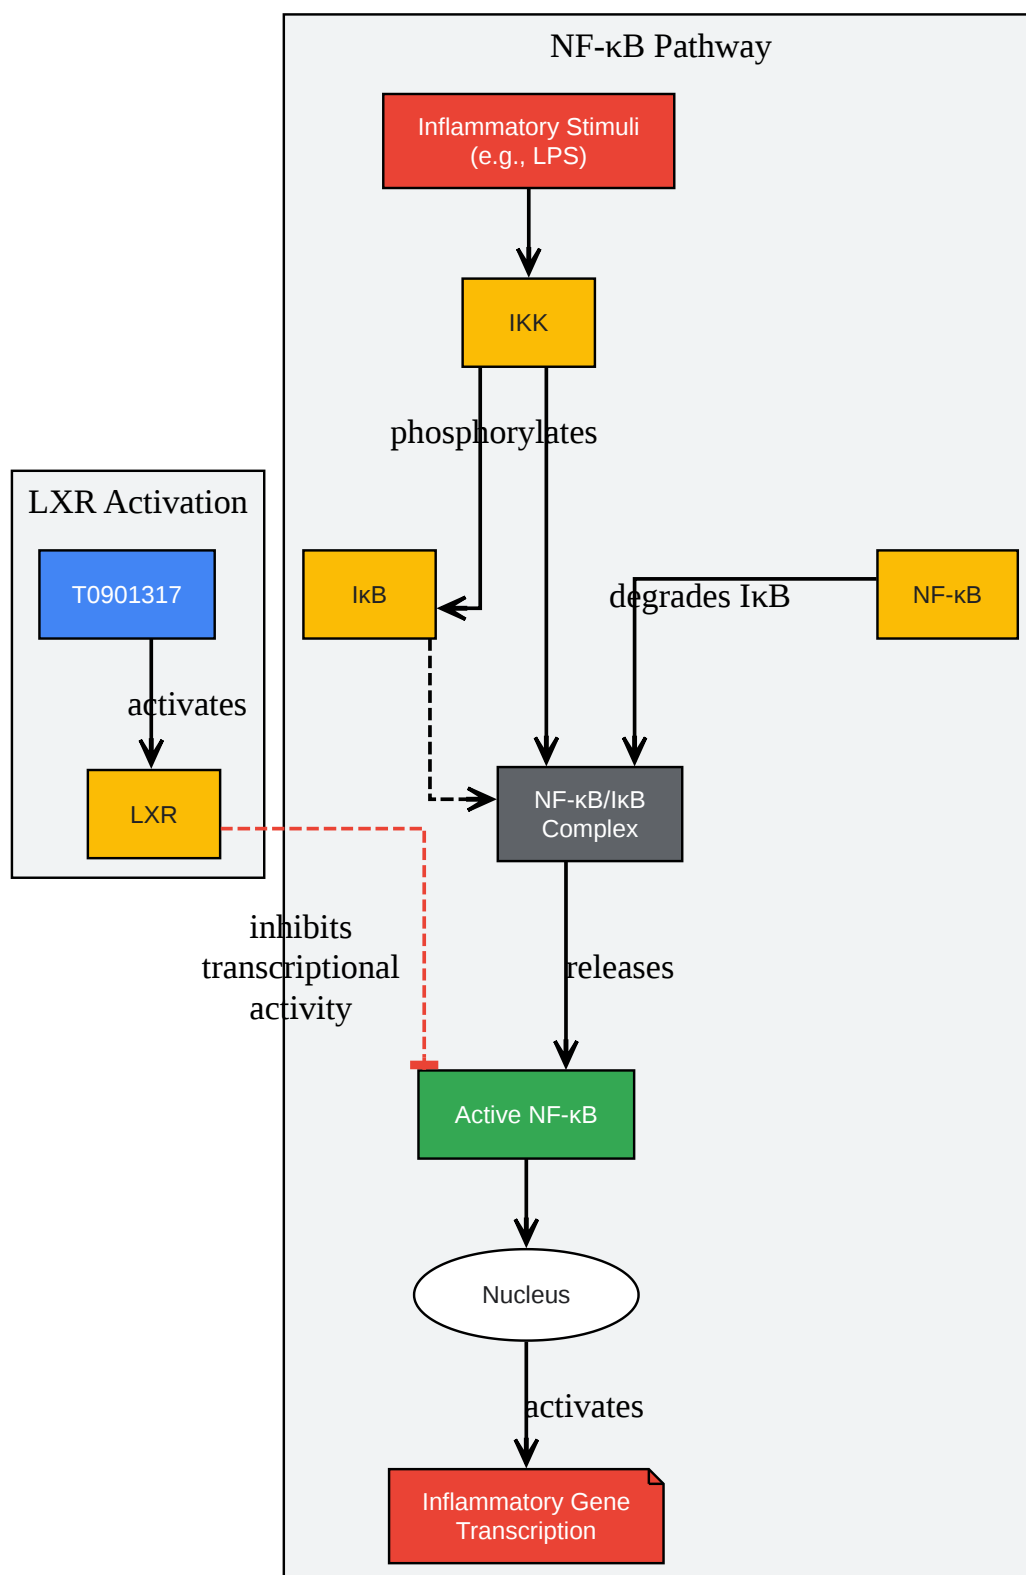 NF-κB Pathway
Inflammatory Stimuli
(e.g., LPS)
IKK
phosphorylates
LXR Activation
T0901317
IκB
degrades IκB
NF-κB
activates
LXR
NF-κB/IκB
Complex
inhibits
transcriptional
activity
releases
Active NF-κB
Nucleus
activates
Inflammatory Gene
Transcription